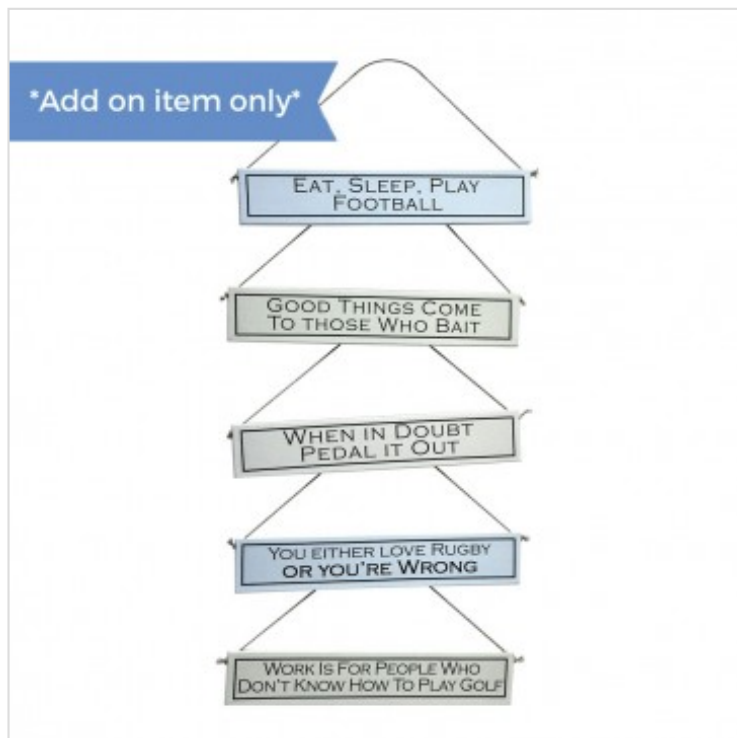 *Add on item only*
EAT, SLEEP, PLAY
FOOTBALL
GOOD THINGS COME
TO THOSE WHO BAIT
WHEN IN DOUBT
PEDAL IT OUT
YOU EITHER LOVE RUGBY
OR YOU'RE WRONG
WORK IS FOR PEOPLE WHO
DON'T KNOW HOW TO PLAY GOLF